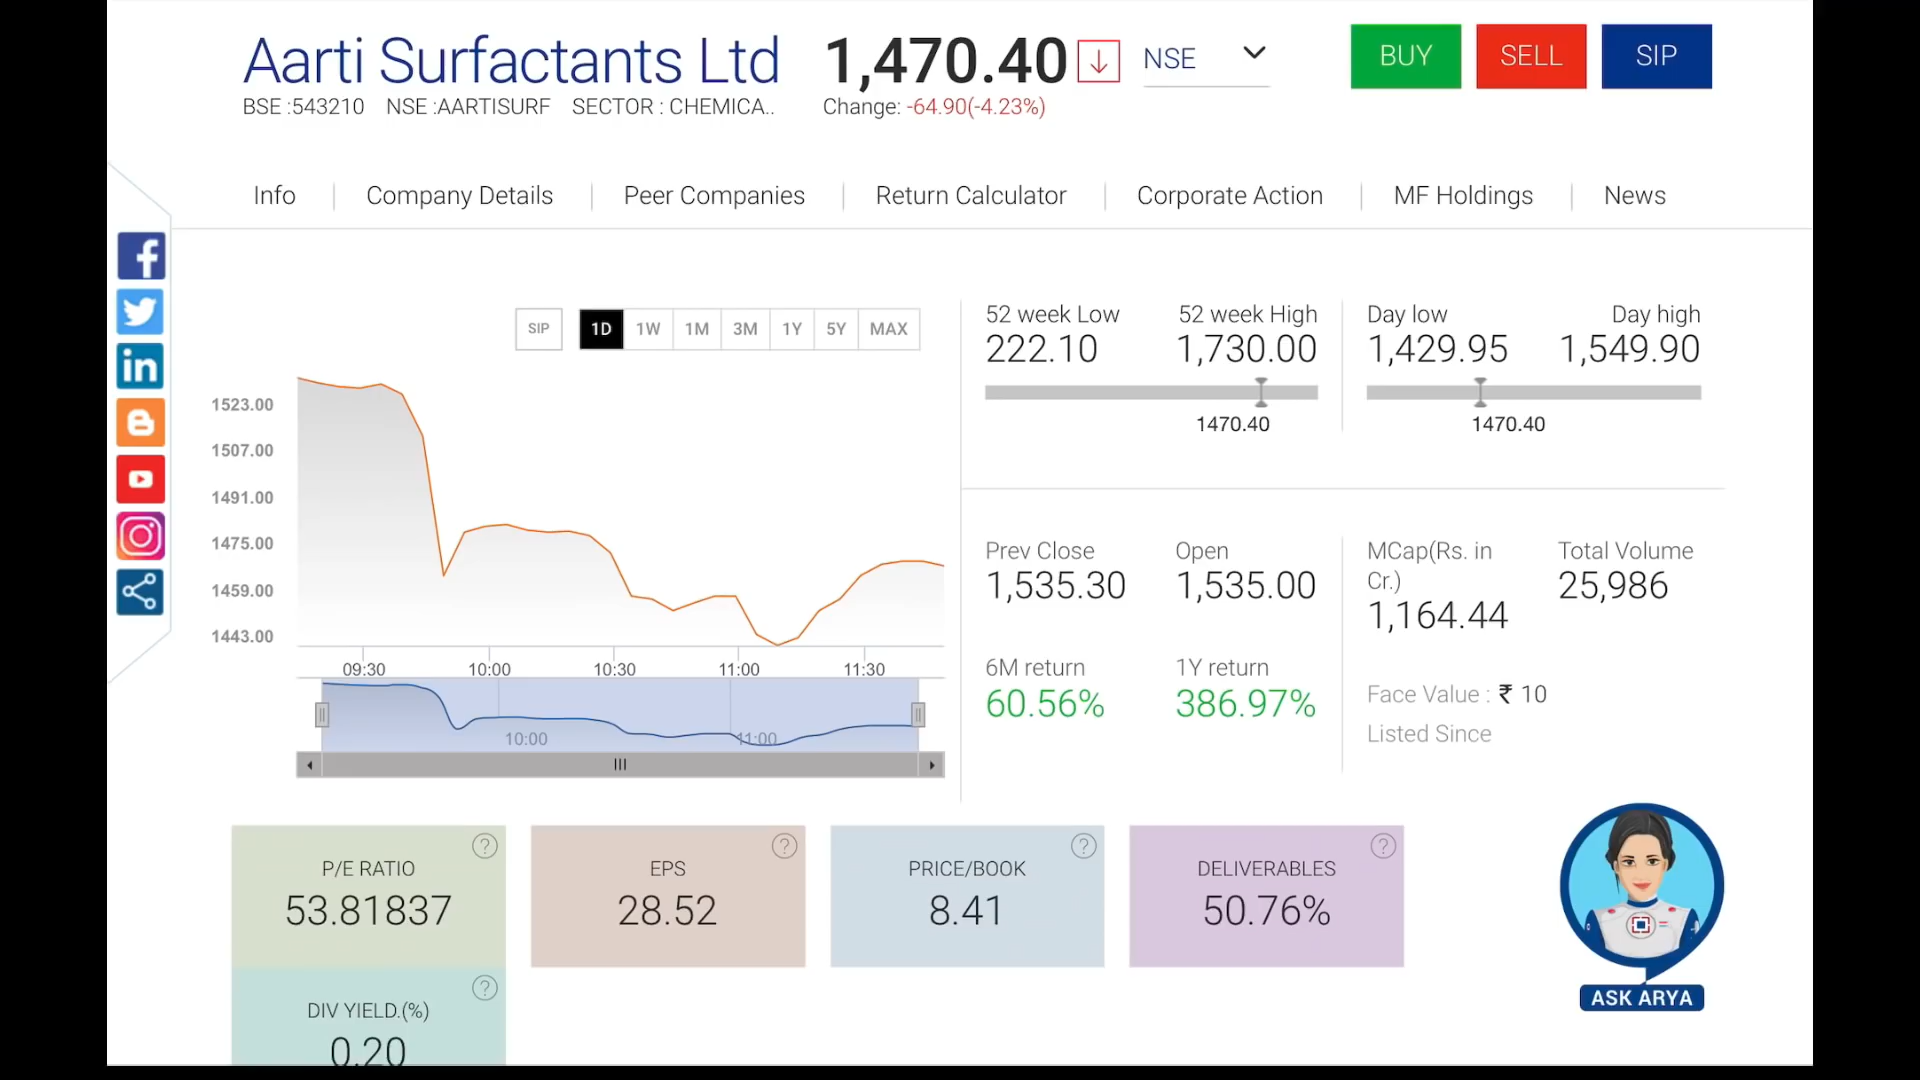 Aarti Surfactants Ltd 1,470.40 NSE BUY SELL SIP
BSE :543210 NSE :AARTISURF SECTOR : CHEMICA.. Change: -64.90(-4.23%)
Info Company Details Peer Companies Return Calculator Corporate Action MF Holdings News
SIP 1D 1W 1M 3M 1Y 5Y MAX
1523.00
1507.00
1491.00
1475.00
1459.00
1443.00
09:30 10:00 10:30 11:00 11:30
10:00 11:00
52 week Low 52 week High
222.10 1,730.00
1470.40
Day low Day high
1,429.95 1,549.90
1470.40
Prev Close Open
1,535.30 1,535.00
6M return 1Y return
60.56% 386.97%
MCap(Rs. in
Cr.)
1,164.44
Total Volume
25,986
Face Value : ₹ 10
Listed Since
P/E RATIO ?
53.81837
EPS ?
28.52
PRICE/BOOK ?
8.41
DELIVERABLES ?
50.76%
DIV YIELD.(%) ?
0.20
ASK ARYA